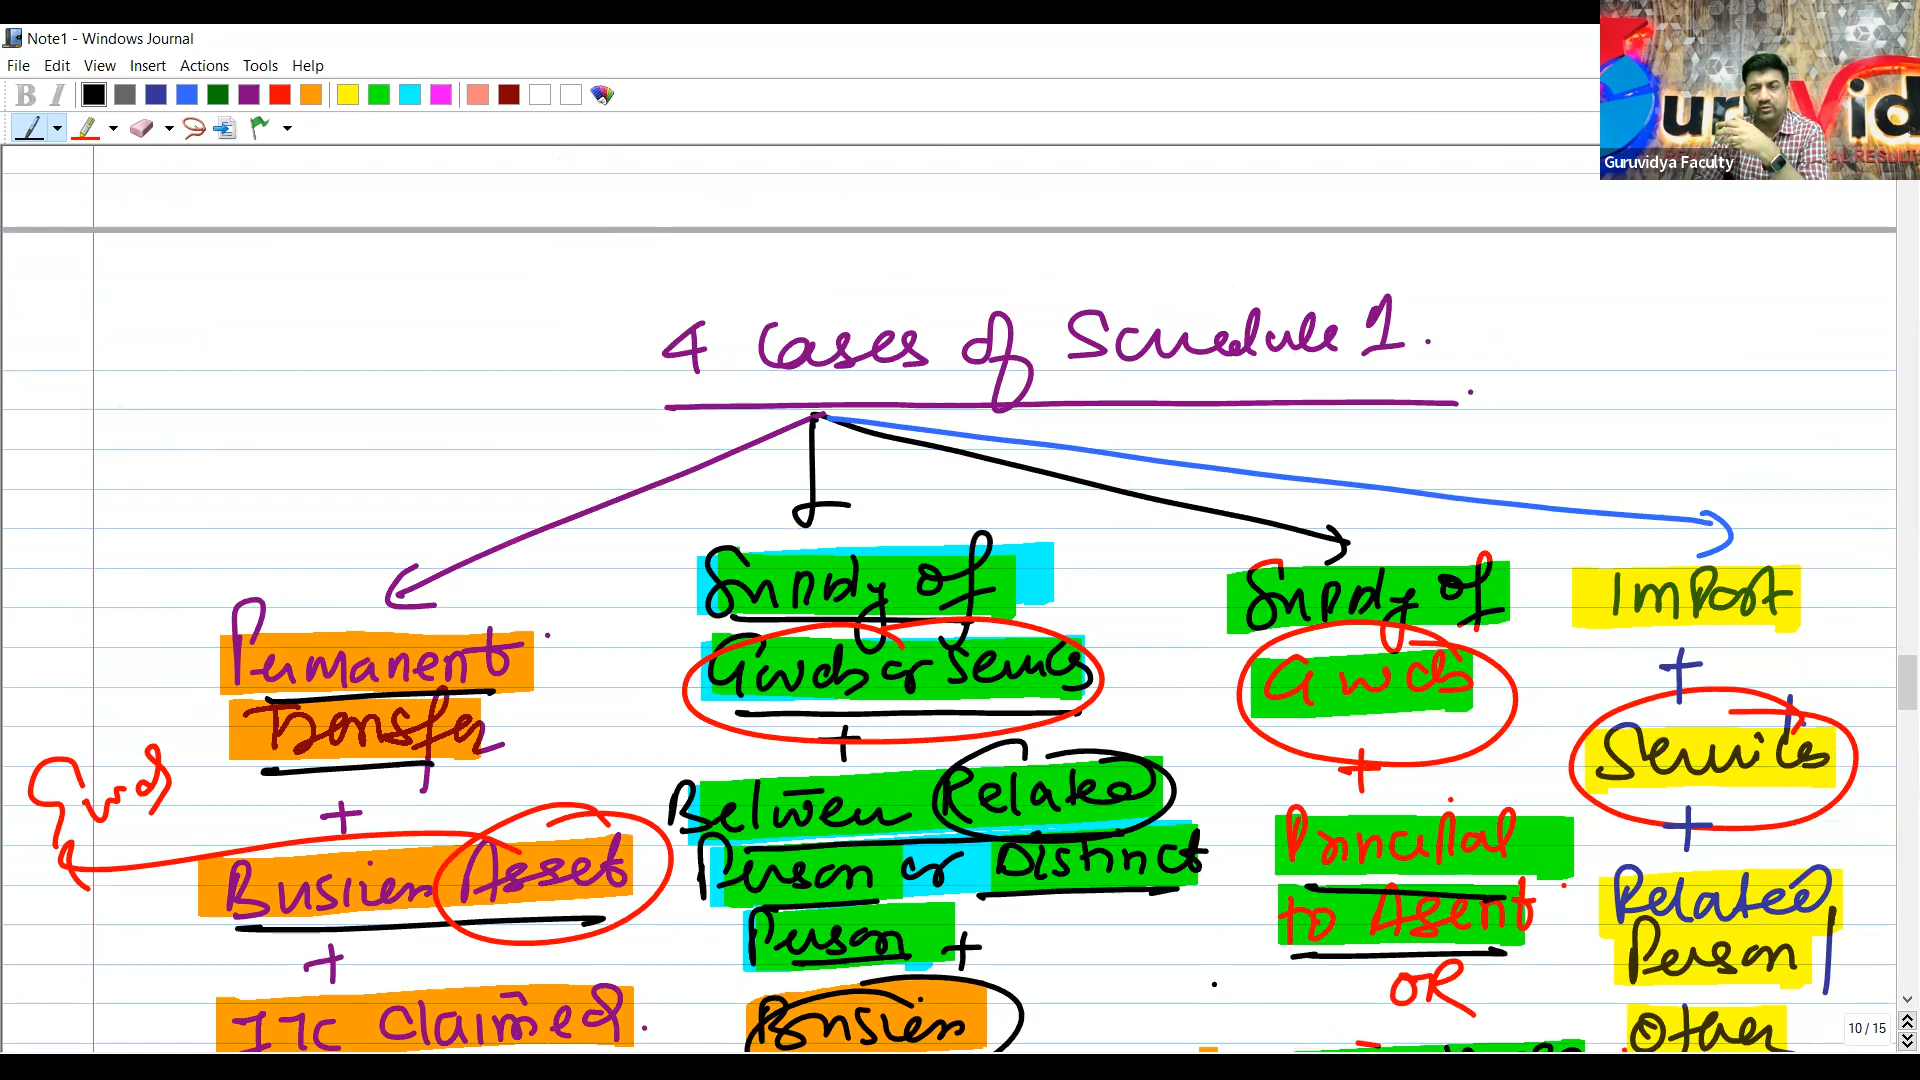 Note1 - Windows Journal
File Edit View Insert Actions Tools Help
B I
Guruvidya Faculty
4 Cases of Schedule 1.
Permanent
Transfer
+
Goods
Business Asset
+
ITC Claimed
Supply of
Goods or Services
+
Between Related
Person or Distinct
Person +
Business
Supply of
Goods
+
Principal
to Agent
OR
Import
+
Services
+
Related
Person /
Other
10 / 15